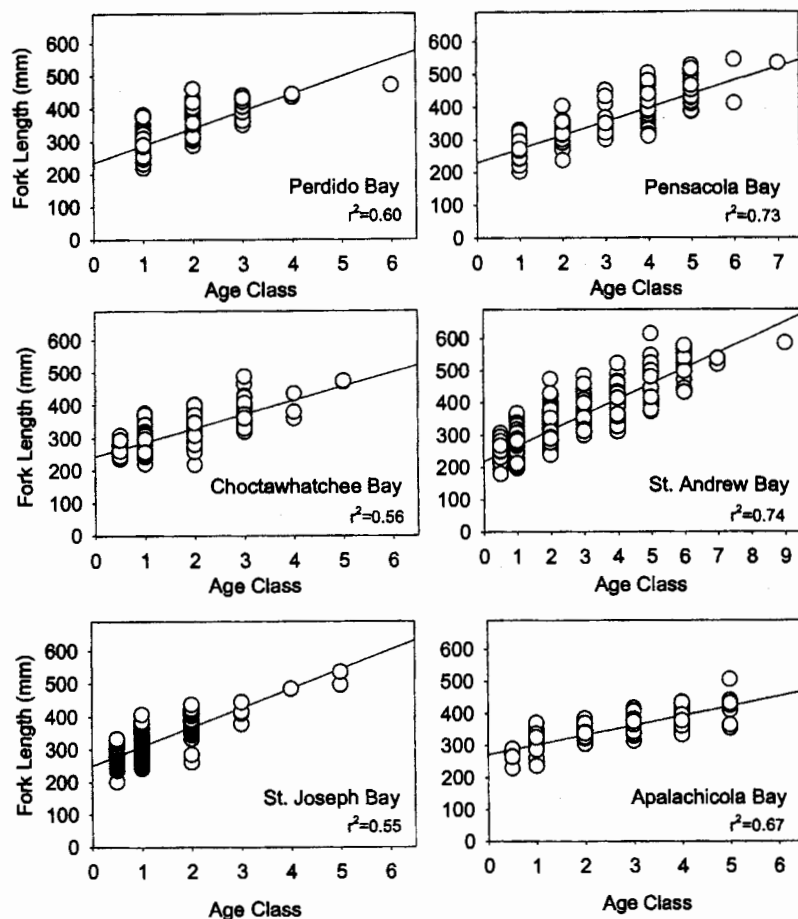 Fork Length (mm)
600
500
400
300
200
100
0
Perdido Bay
r²=0.60
0 1 2 3 4 5 6
Age Class
600
500
400
300
200
100
0
Pensacola Bay
r²=0.73
0 1 2 3 4 5 6 7
Age Class
Fork Length (mm)
600
500
400
300
200
100
0
Choctawhatchee Bay
r²=0.56
0 1 2 3 4 5 6
Age Class
600
500
400
300
200
100
0
St. Andrew Bay
r²=0.74
0 1 2 3 4 5 6 7 8 9
Age Class
Fork Length (mm)
600
500
400
300
200
100
0
St. Joseph Bay
r²=0.55
0 1 2 3 4 5 6
Age Class
600
500
400
300
200
100
0
Apalachicola Bay
r²=0.67
0 1 2 3 4 5 6
Age Class